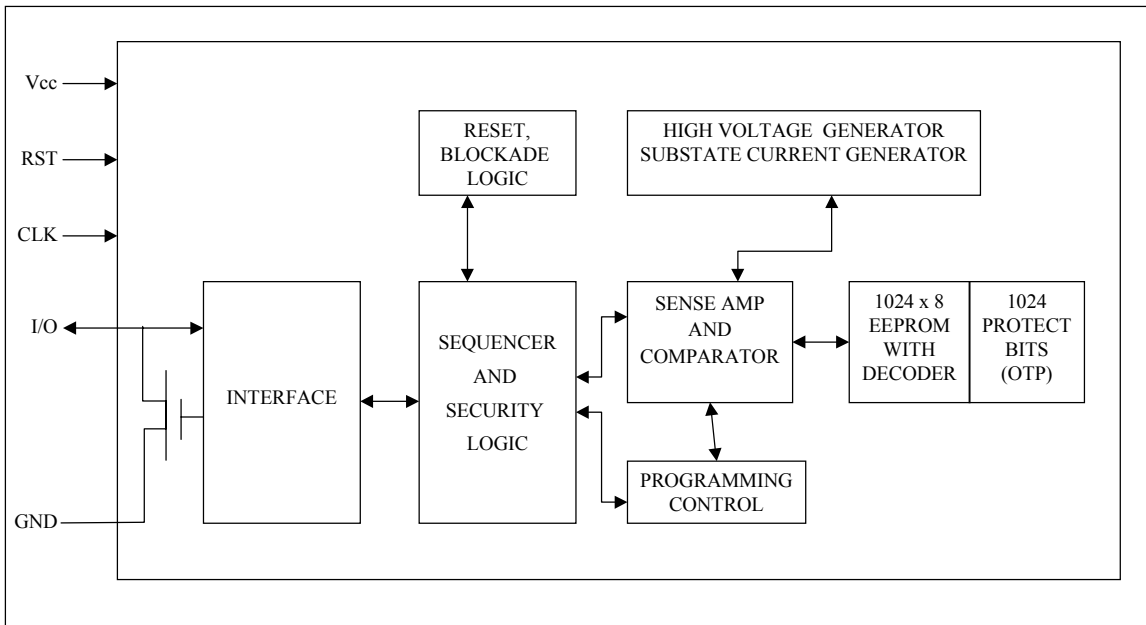 Vcc
RST
CLK
I/O
GND
RESET,
BLOCKADE
LOGIC
HIGH VOLTAGE GENERATOR
SUBSTATE CURRENT GENERATOR
INTERFACE
SEQUENCER
AND
SECURITY
LOGIC
SENSE AMP
AND
COMPARATOR
1024 x 8
EEPROM
WITH
DECODER
1024
PROTECT
BITS
(OTP)
PROGRAMMING
CONTROL